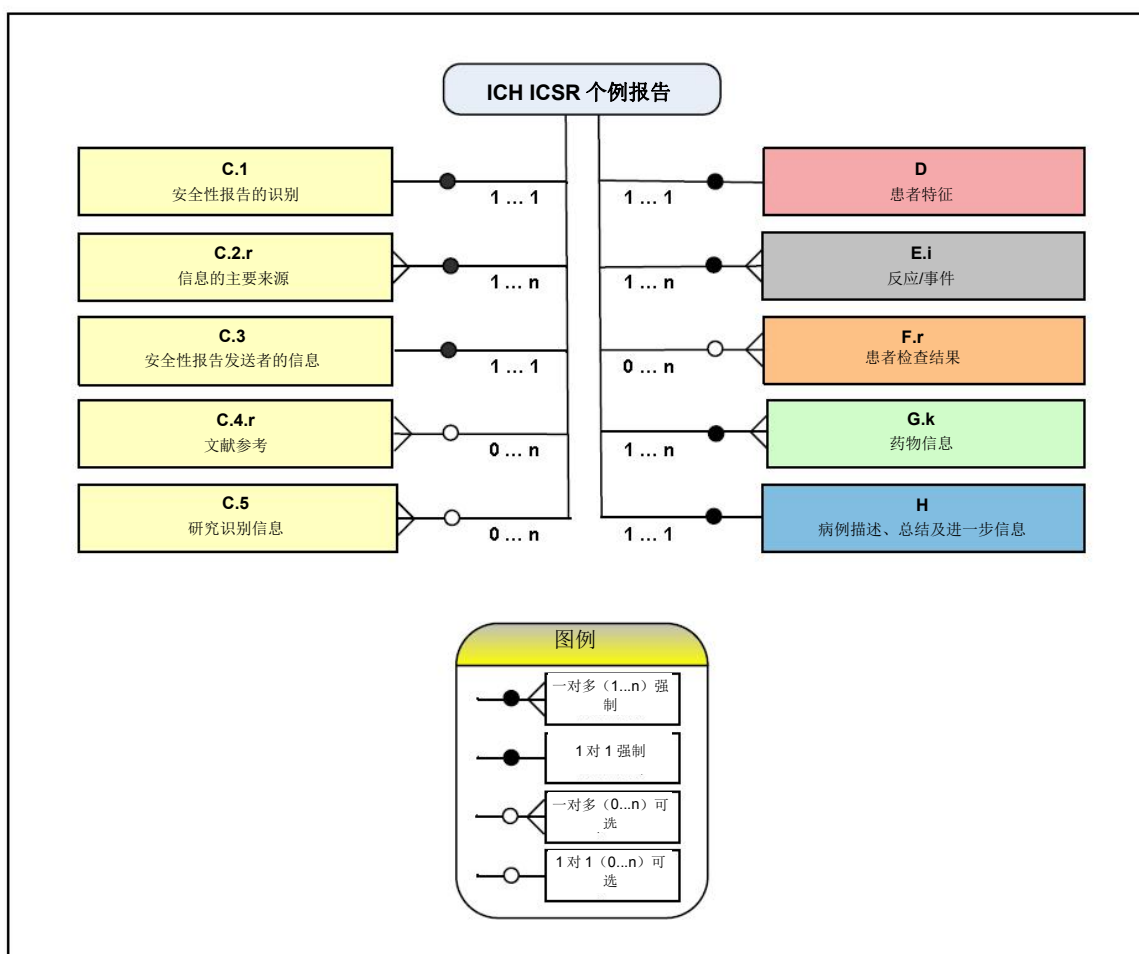 ICH ICSR 个例报告
C.1
安全性报告的识别
1 ... 1
C.2.r
信息的主要来源
1 ... n
C.3
安全性报告发送者的信息
1 ... 1
C.4.r
文献参考
0 ... n
C.5
研究识别信息
0 ... n
D
患者特征
1 ... 1
E.i
反应/事件
1 ... n
F.r
患者检查结果
0 ... n
G.k
药物信息
1 ... n
H
病例描述、总结及进一步信息
1 ... 1
图例
一对多（1...n）强
制
1 对 1 强制
一对多（0...n）可
选
1 对 1（0...n）可
选